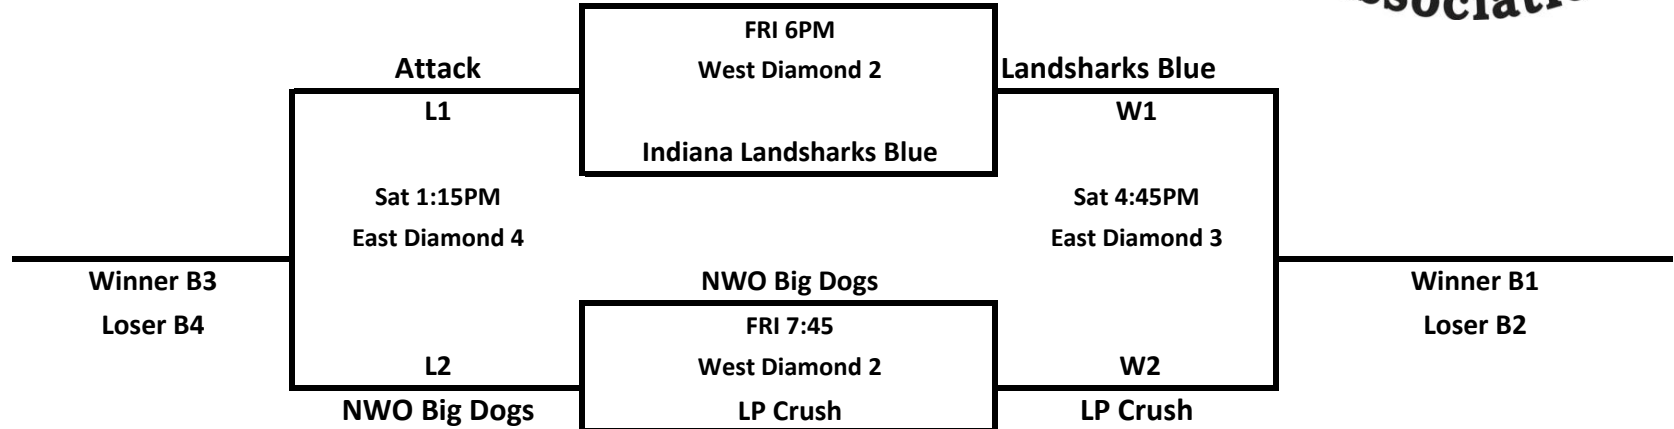 FRI 6PM
Attack
West Diamond 2
Landsharks Blue
L1
W1
Indiana Landsharks Blue
Sat 1:15PM
Sat 4:45PM
East Diamond 4
East Diamond 3
Winner B3
NWO Big Dogs
Winner B1
Loser B4
FRI 7:45
Loser B2
L2
West Diamond 2
W2
NWO Big Dogs
LP Crush
LP Crush